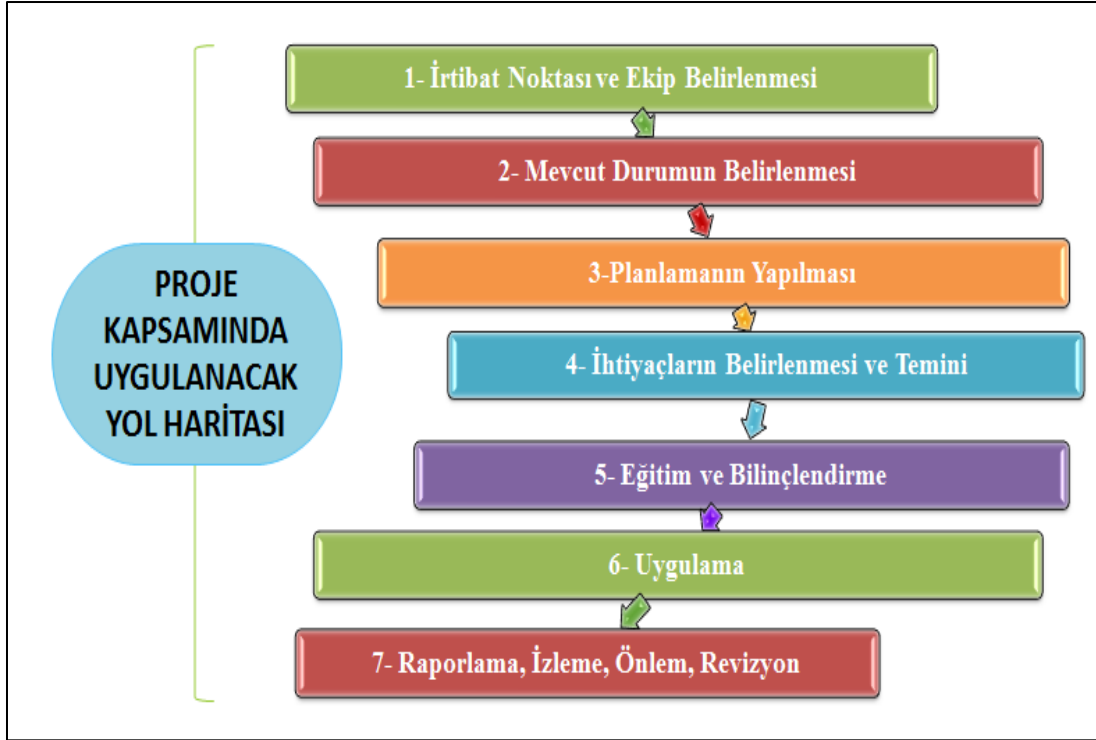 PROJE
KAPSAMINDA
UYGULANACAK
YOL HARİTASI
1- İrtibat Noktası ve Ekip Belirlenmesi
2- Mevcut Durumun Belirlenmesi
3-Planlamanın Yapılması
4- İhtiyaçların Belirlenmesi ve Temini
5- Eğitim ve Bilinçlendirme
6- Uygulama
7- Raporlama, İzleme, Önlem, Revizyon